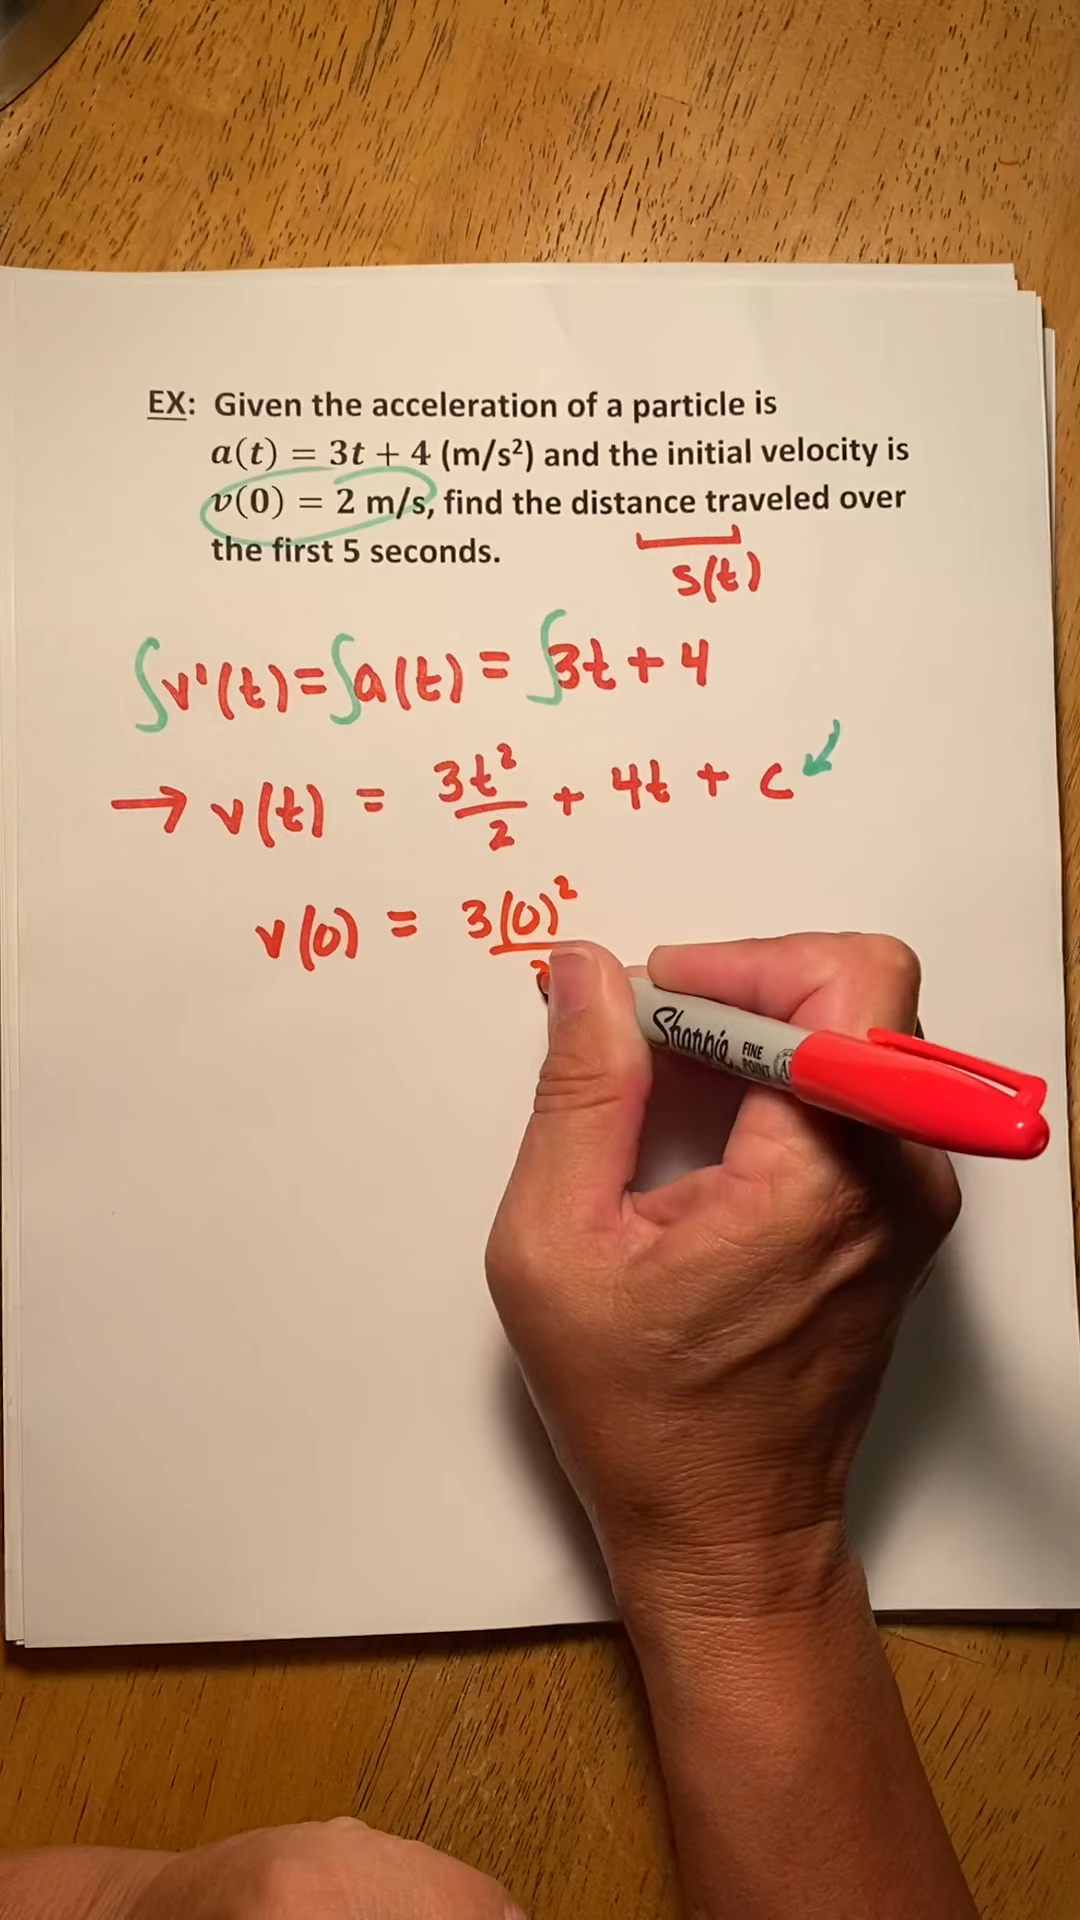 EX: Given the acceleration of a particle is
a(t) = 3t + 4 (m/s²) and the initial velocity is
v(0) = 2 m/s, find the distance traveled over
the first 5 seconds.
s(t)
∫v'(t)=∫a(t) = ∫3t + 4
→ v(t) = 3t²/2 + 4t + c
v(0) = 3(0)²/2
Sharpie FINE POINT